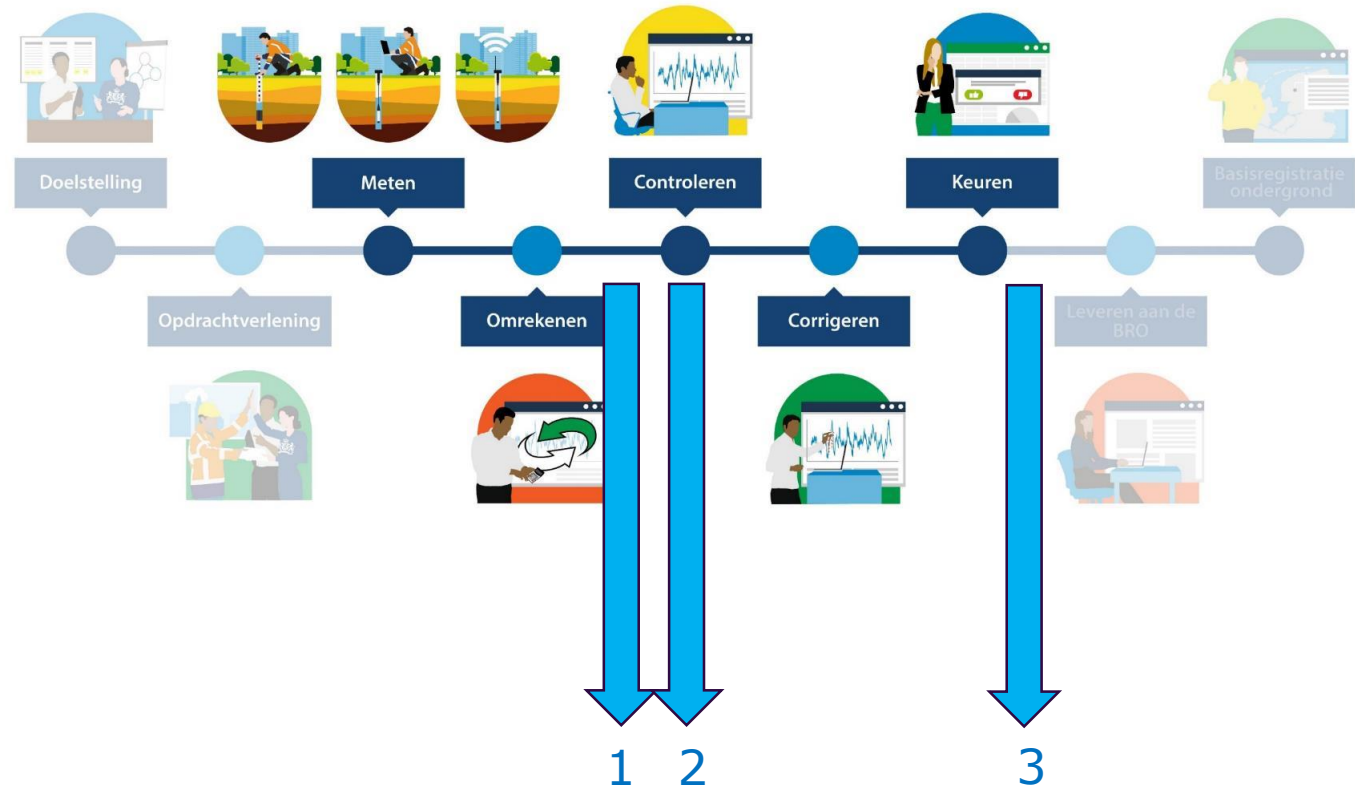 Doelstelling
Meten
Controleren
Keuren
Basisregistratie
ondergrond
Opdrachtverlening
Omrekenen
Corrigeren
Leveren aan de
BRO
1
2
3